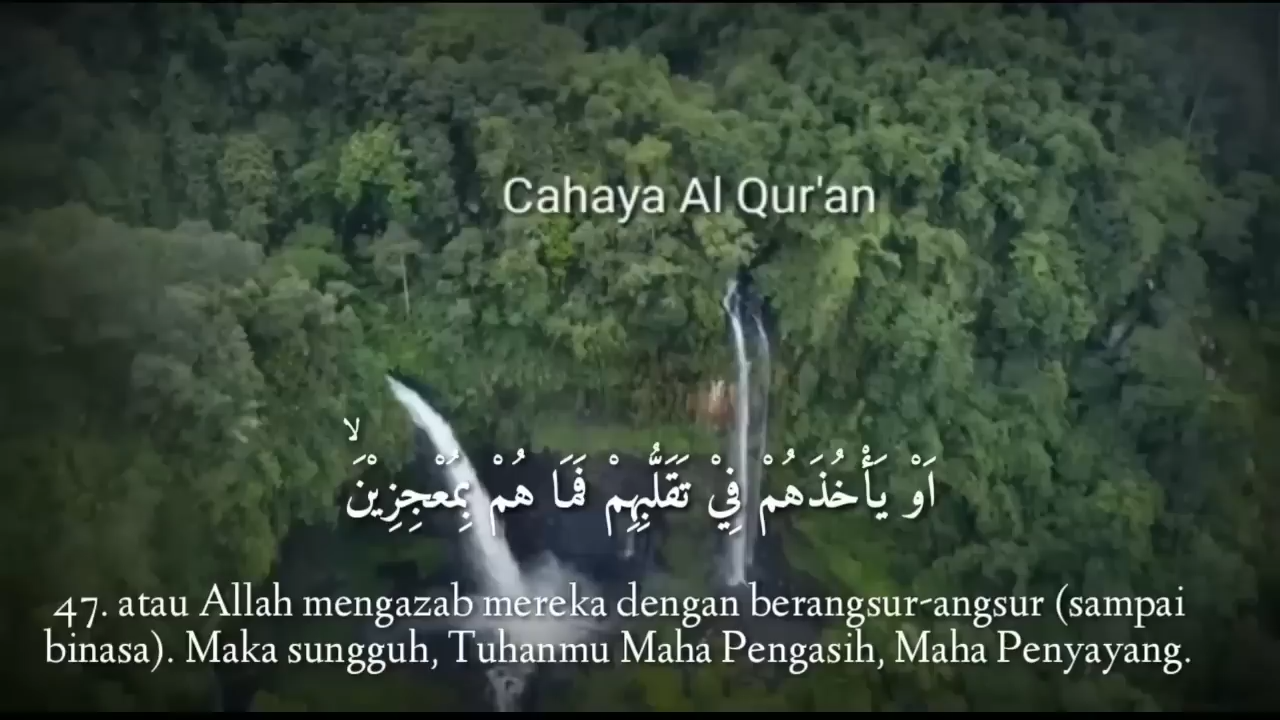 Cahaya Al Qur'an
اَوْ يَأْخُذَهُمْ فِيْ تَقَلُّبِهِمْ فَمَا هُمْ بِمُعْجِزِيْنَۙ
47. atau Allah mengazab mereka dengan berangsur-angsur (sampai
binasa). Maka sungguh, Tuhanmu Maha Pengasih, Maha Penyayang.